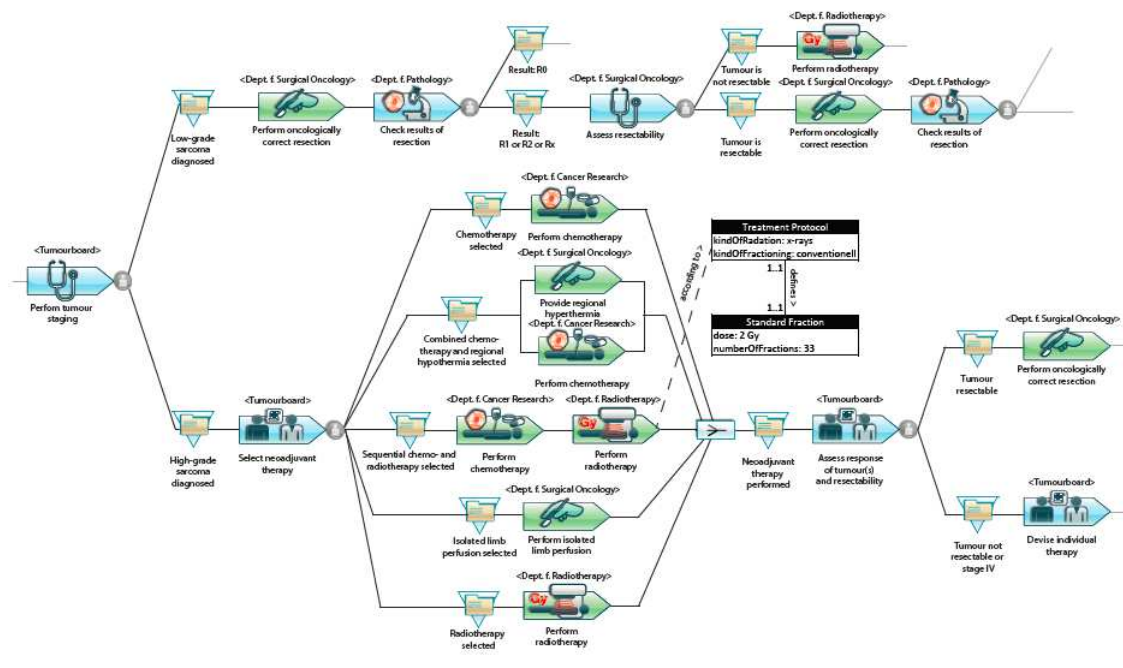 <Dept. f. Radiotherapy>
Gy
Result: R0
Tumour is
not resectable
Perform radiotherapy
<Dept. f. Surgical Oncology>
<Dept. f. Pathology>
<Dept. f. Surgical Oncology>
<Dept. f. Surgical Oncology>
<Dept. f. Pathology>
Low-grade
sarcoma
diagnosed
Perform oncologically
correct resection
Check results of
resection
Result:
R1 or R2 or Rx
Assess resectability
Tumour is
resectable
Perform oncologically
correct resection
Check results of
resection
<Dept. f. Cancer Research>
Chemotherapy
selected
Perform chemotherapy
<Tumourboard>
Perfom tumour
staging
<Dept. f. Surgical Oncology>
Provide regional
hyperthermia
<Dept. f. Cancer Research>
Combined chemo-
therapy and regional
hypothermia selected
Perform chemotherapy
according to >
Treatment Protocol
kindOfRadation: x-rays
kindOfFractioning: conventionell
1..1
defines >
1..1
Standard Fraction
dose: 2 Gy
numberOfFractions: 33
<Tumourboard>
High-grade
sarcoma
diagnosed
Select neoadjuvant
therapy
<Dept. f. Cancer Research>
<Dept. f. Radiotherapy>
Gy
Sequential chemo- and
radiotherapy selected
Perform
chemotherapy
Perform
radiotherapy
Neoadjuvant
therapy
performed
<Tumourboard>
Assess response
of tumour(s)
and resectability
<Dept. f. Surgical Oncology>
Tumour
resectable
Perform oncologically
correct resection
<Dept. f. Surgical Oncology>
Isolated limb
perfusion selected
Perform isolated
limb perfusion
<Tumourboard>
Tumour not
resectable or
stage IV
Devise individual
therapy
<Dept. f. Radiotherapy>
Gy
Radiotherapy
selected
Perform
radiotherapy